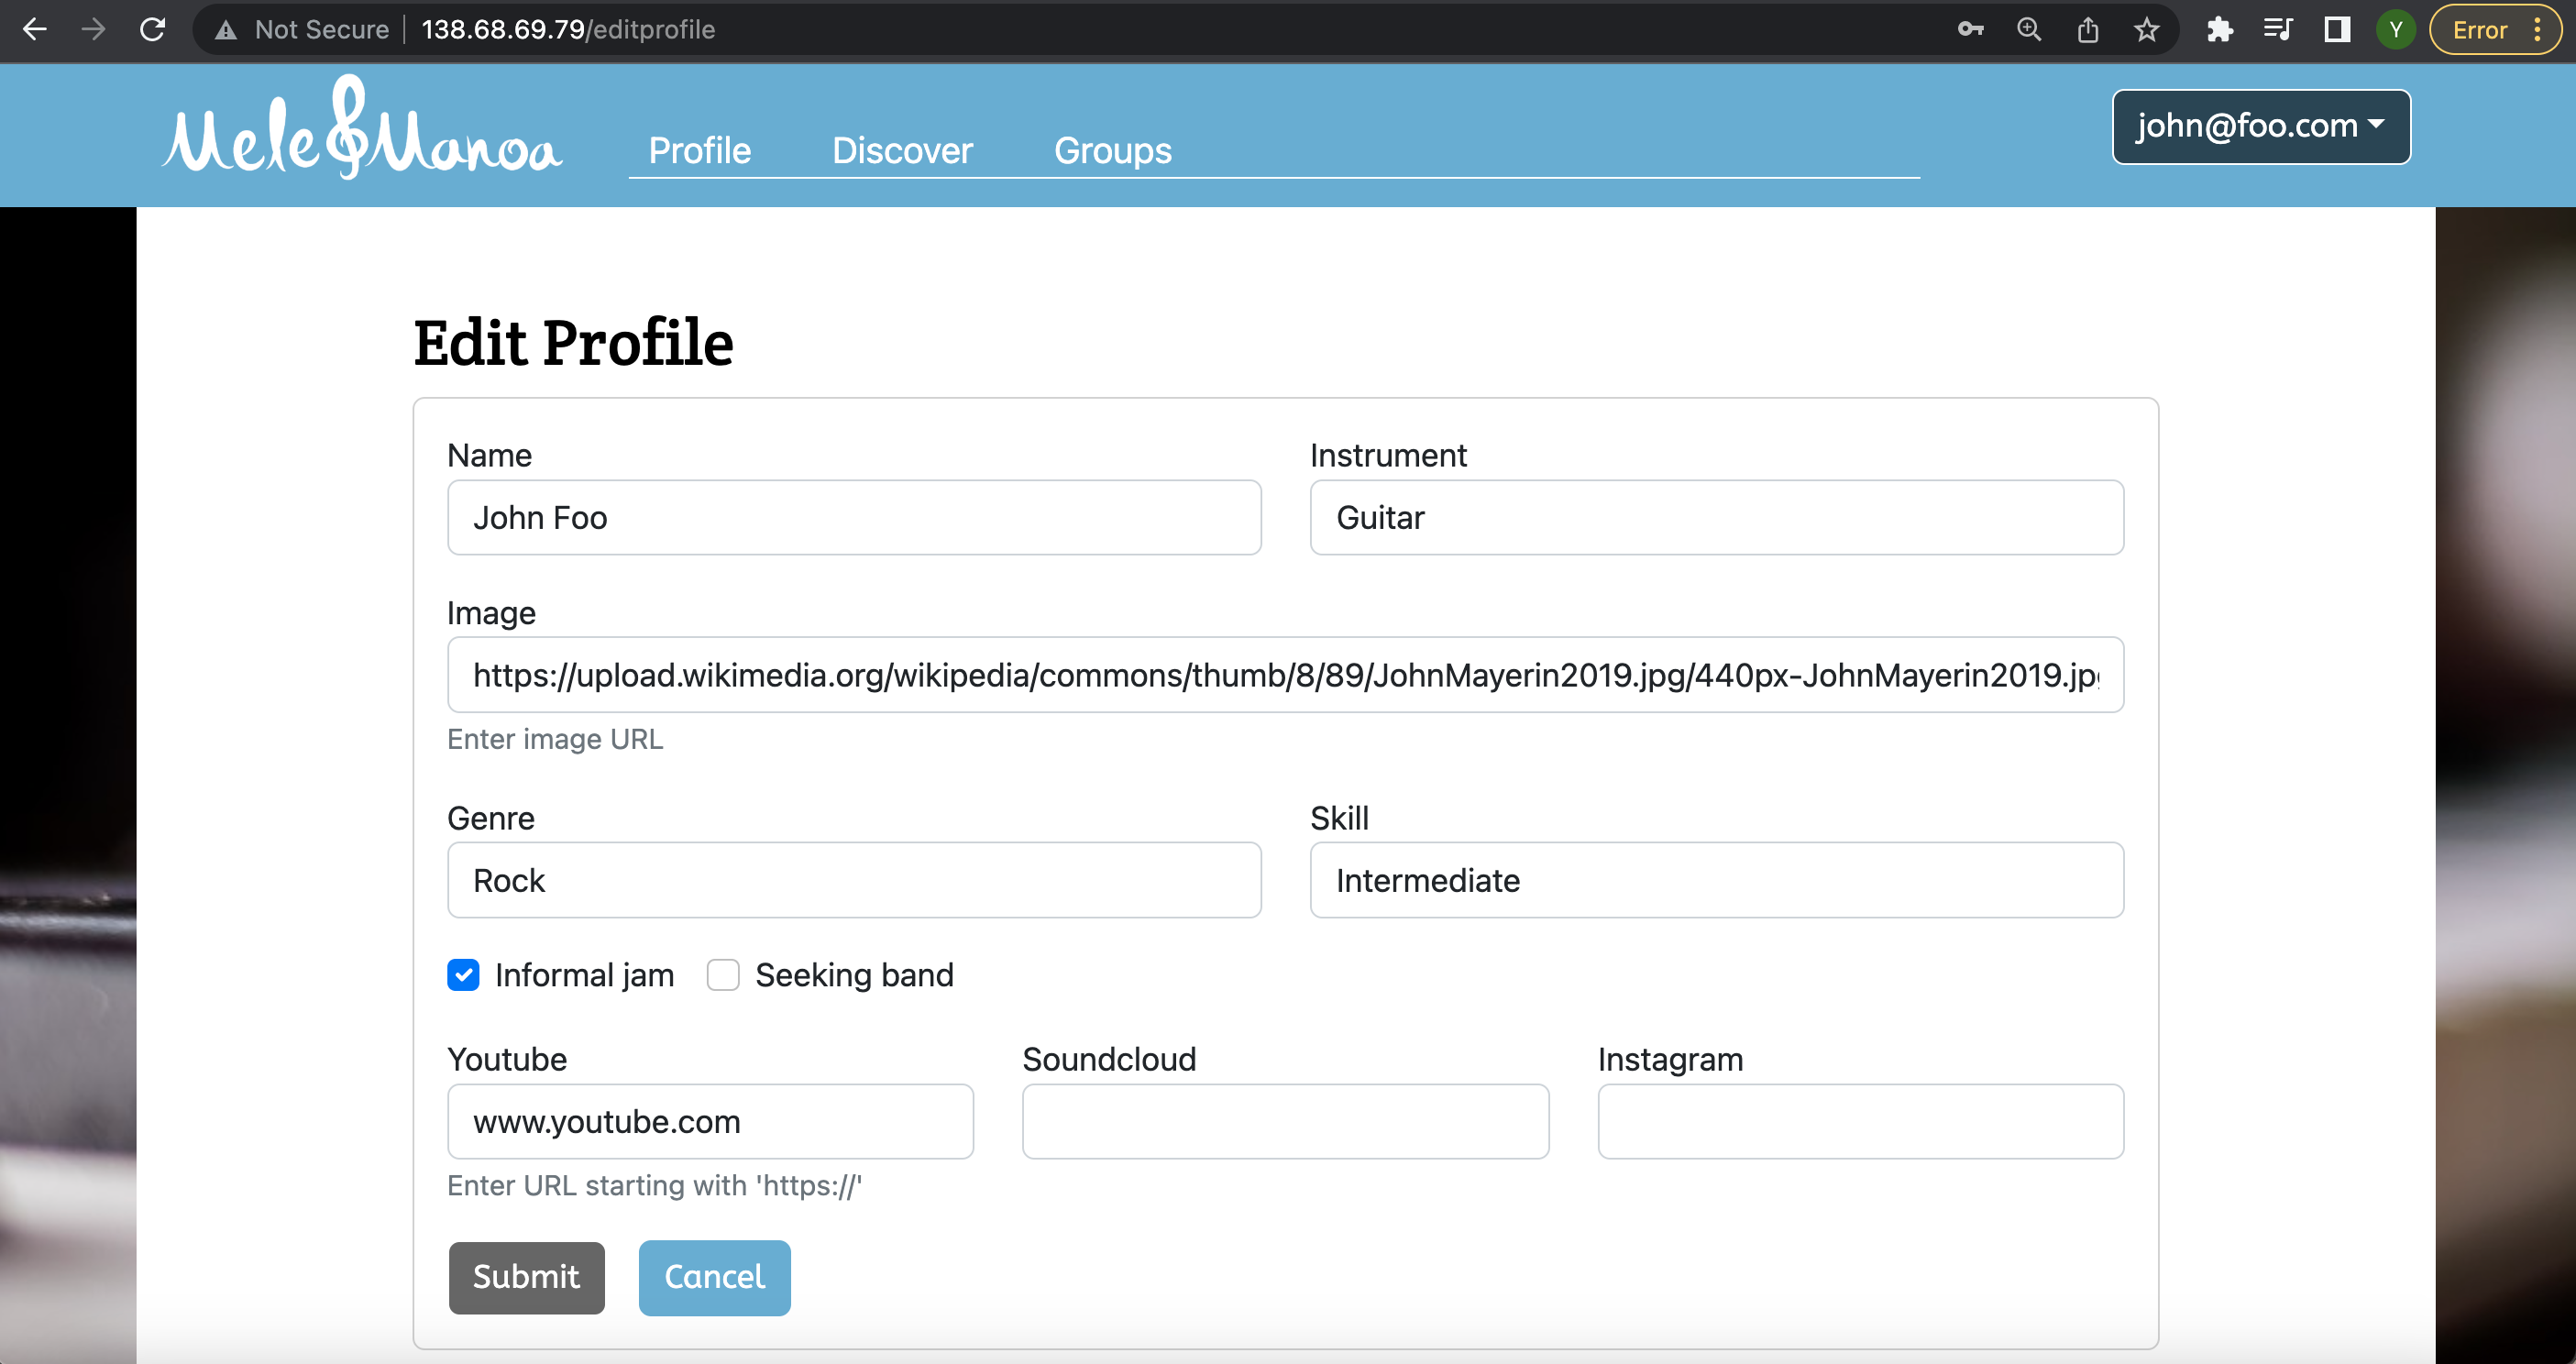 Not Secure | 138.68.69.79/editprofile Y Error
Mele Manoa Profile Discover Groups john@foo.com
Edit Profile
Name Instrument
John Foo Guitar
Image
https://upload.wikimedia.org/wikipedia/commons/thumb/8/89/JohnMayerin2019.jpg/440px-JohnMayerin2019.jp
Enter image URL
Genre Skill
Rock Intermediate
Informal jam Seeking band
Youtube Soundcloud Instagram
www.youtube.com
Enter URL starting with 'https://'
Submit Cancel